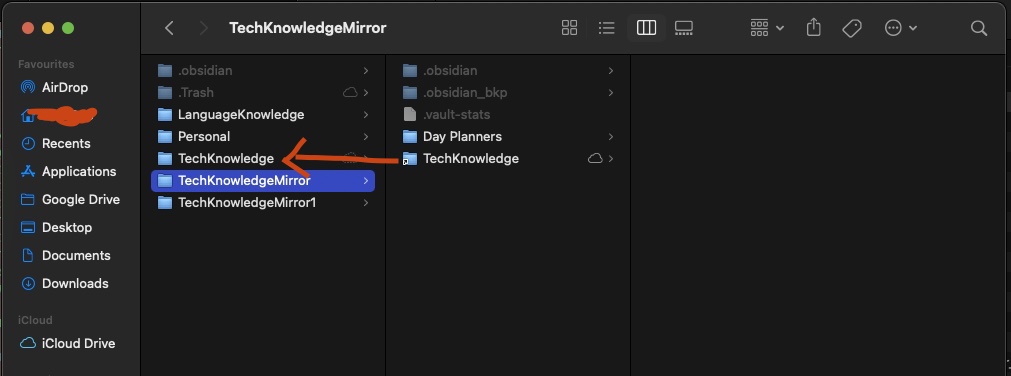 TechKnowledgeMirror
Favourites
AirDrop
Recents
Applications
Google Drive
Desktop
Documents
Downloads
iCloud
iCloud Drive
.obsidian
.Trash
LanguageKnowledge
Personal
TechKnowledge
TechKnowledgeMirror
TechKnowledgeMirror1
.obsidian
.obsidian_bkp
.vault-stats
Day Planners
TechKnowledge